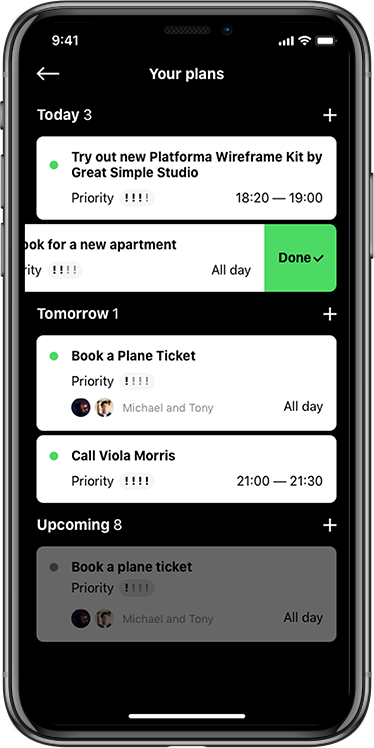 9:41
Your plans
Today 3
Try out new Platforma Wireframe Kit by
Great Simple Studio
Priority !!!! 18:20 — 19:00
ook for a new apartment
rity !!!! All day
Done
Tomorrow 1
Book a Plane Ticket
Priority !!!!
Michael and Tony All day
Call Viola Morris
Priority !!!! 21:00 — 21:30
Upcoming 8
Book a plane ticket
Priority !!!!
Michael and Tony All day